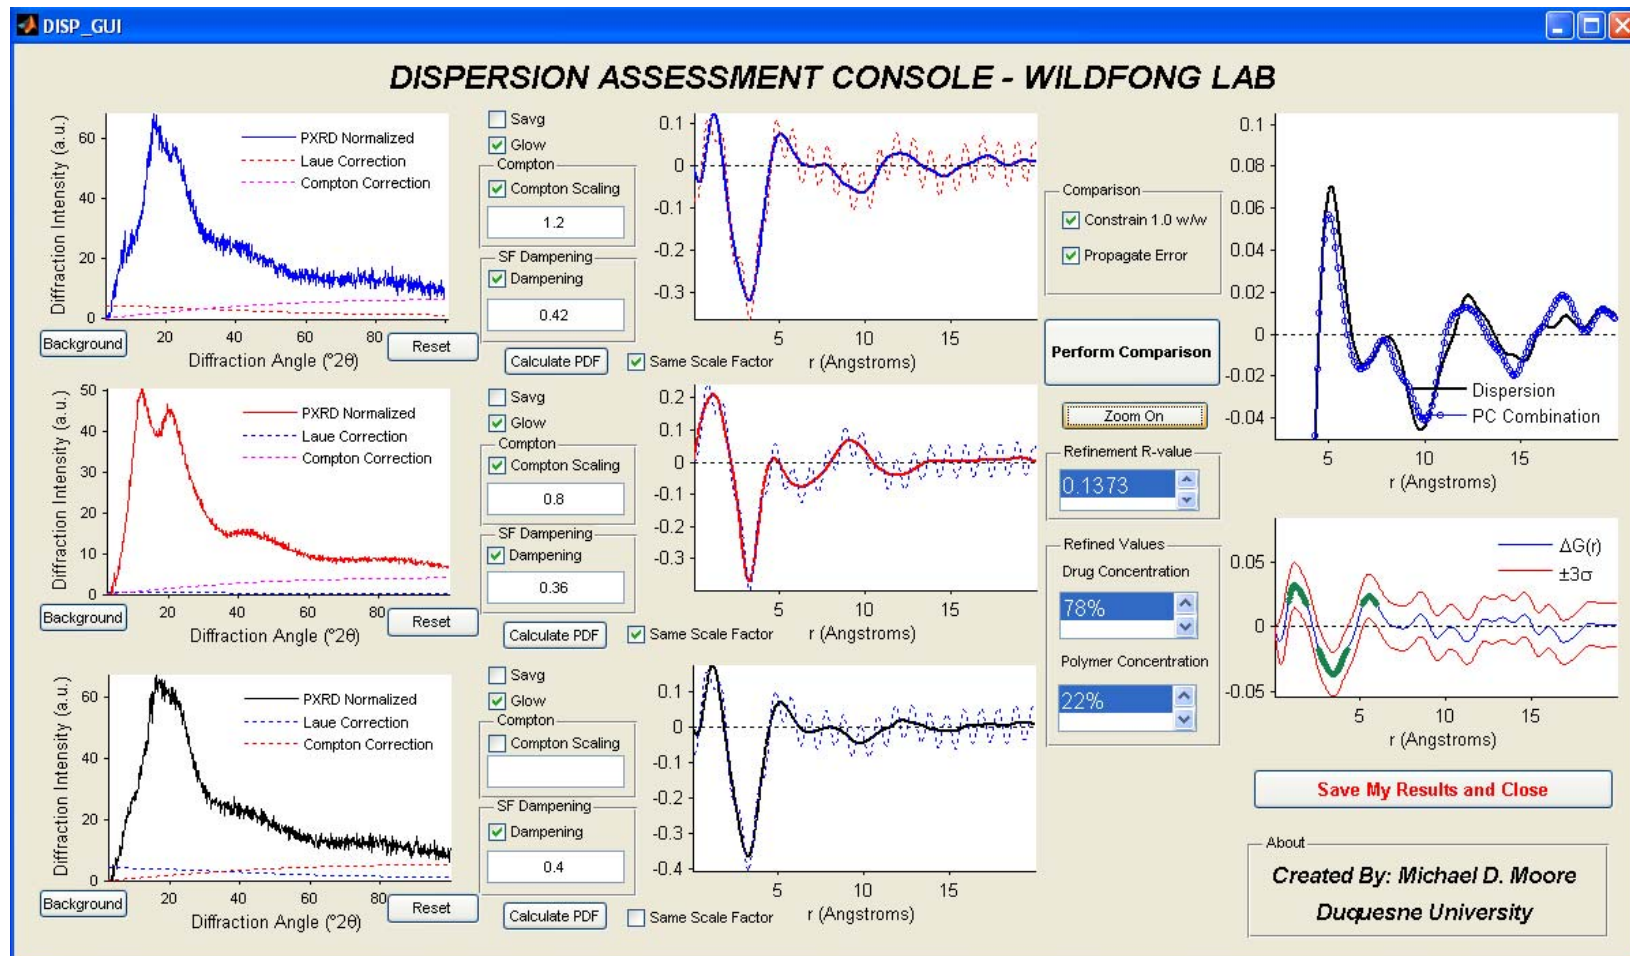 DISP_GUI
DISPERSION ASSESSMENT CONSOLE - WILDFONG LAB
Diffraction Intensity (a.u.)
60
40
20
0
PXRD Normalized
Laue Correction
Compton Correction
20
40
60
80
Diffraction Angle (°2θ)
Background
Reset
Savg
Glow
Compton
Compton Scaling
1.2
SF Dampening
Dampening
0.42
Calculate PDF
Same Scale Factor
0.1
0
-0.1
-0.2
-0.3
5
10
15
r (Angstroms)
Diffraction Intensity (a.u.)
50
40
30
20
10
0
PXRD Normalized
Laue Correction
Compton Correction
20
40
60
80
Diffraction Angle (°2θ)
Background
Reset
Savg
Glow
Compton
Compton Scaling
0.8
SF Dampening
Dampening
0.36
Calculate PDF
Same Scale Factor
0.2
0.1
0
-0.1
-0.2
-0.3
5
10
15
r (Angstroms)
Diffraction Intensity (a.u.)
60
40
20
0
PXRD Normalized
Laue Correction
Compton Correction
20
40
60
80
Diffraction Angle (°2θ)
Background
Reset
Savg
Glow
Compton
Compton Scaling
SF Dampening
Dampening
0.4
Calculate PDF
Same Scale Factor
0.1
0
-0.1
-0.2
-0.3
-0.4
5
10
15
r (Angstroms)
Comparison
Constrain 1.0 w/w
Propagate Error
Perform Comparison
Zoom On
Refinement R-value
0.1373
Refined Values
Drug Concentration
78%
Polymer Concentration
22%
0.1
0.08
0.06
0.04
0.02
0
-0.02
-0.04
Dispersion
PC Combination
5
10
15
r (Angstroms)
0.05
0
-0.05
ΔG(r)
±3σ
5
10
15
r (Angstroms)
Save My Results and Close
About
Created By: Michael D. Moore
Duquesne University